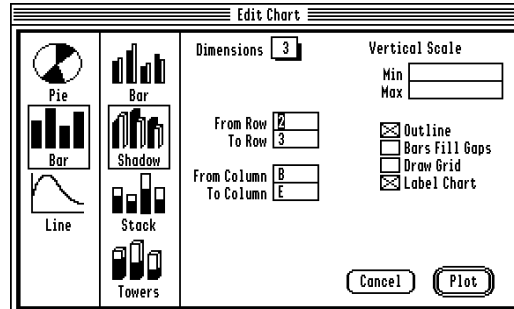 Edit Chart
Pie
Bar
Line
Bar
Shadow
Stack
Towers
Dimensions 3
From Row 2
To Row 3
From Column B
To Column E
Vertical Scale
Min
Max
Outline
Bars Fill Gaps
Draw Grid
Label Chart
Cancel
Plot